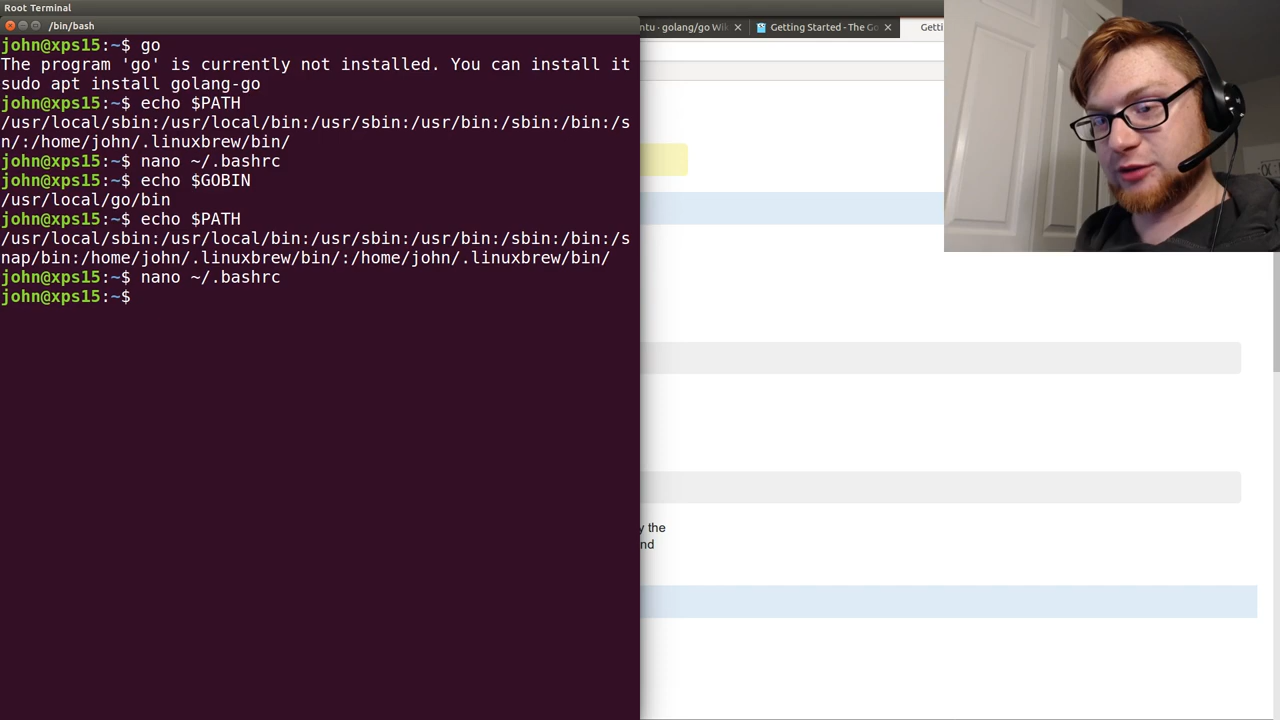 Root Terminal
/bin/bash
ntu · golang/go Wik
Getting Started - The Go
Getti
john@xps15:~$ go
The program 'go' is currently not installed. You can install it
sudo apt install golang-go
john@xps15:~$ echo $PATH
/usr/local/sbin:/usr/local/bin:/usr/sbin:/usr/bin:/sbin:/bin:/s
n/:/home/john/.linuxbrew/bin/
john@xps15:~$ nano ~/.bashrc
john@xps15:~$ echo $GOBIN
/usr/local/go/bin
john@xps15:~$ echo $PATH
/usr/local/sbin:/usr/local/bin:/usr/sbin:/usr/bin:/sbin:/bin:/s
nap/bin:/home/john/.linuxbrew/bin/:/home/john/.linuxbrew/bin/
john@xps15:~$ nano ~/.bashrc
john@xps15:~$
y the
nd